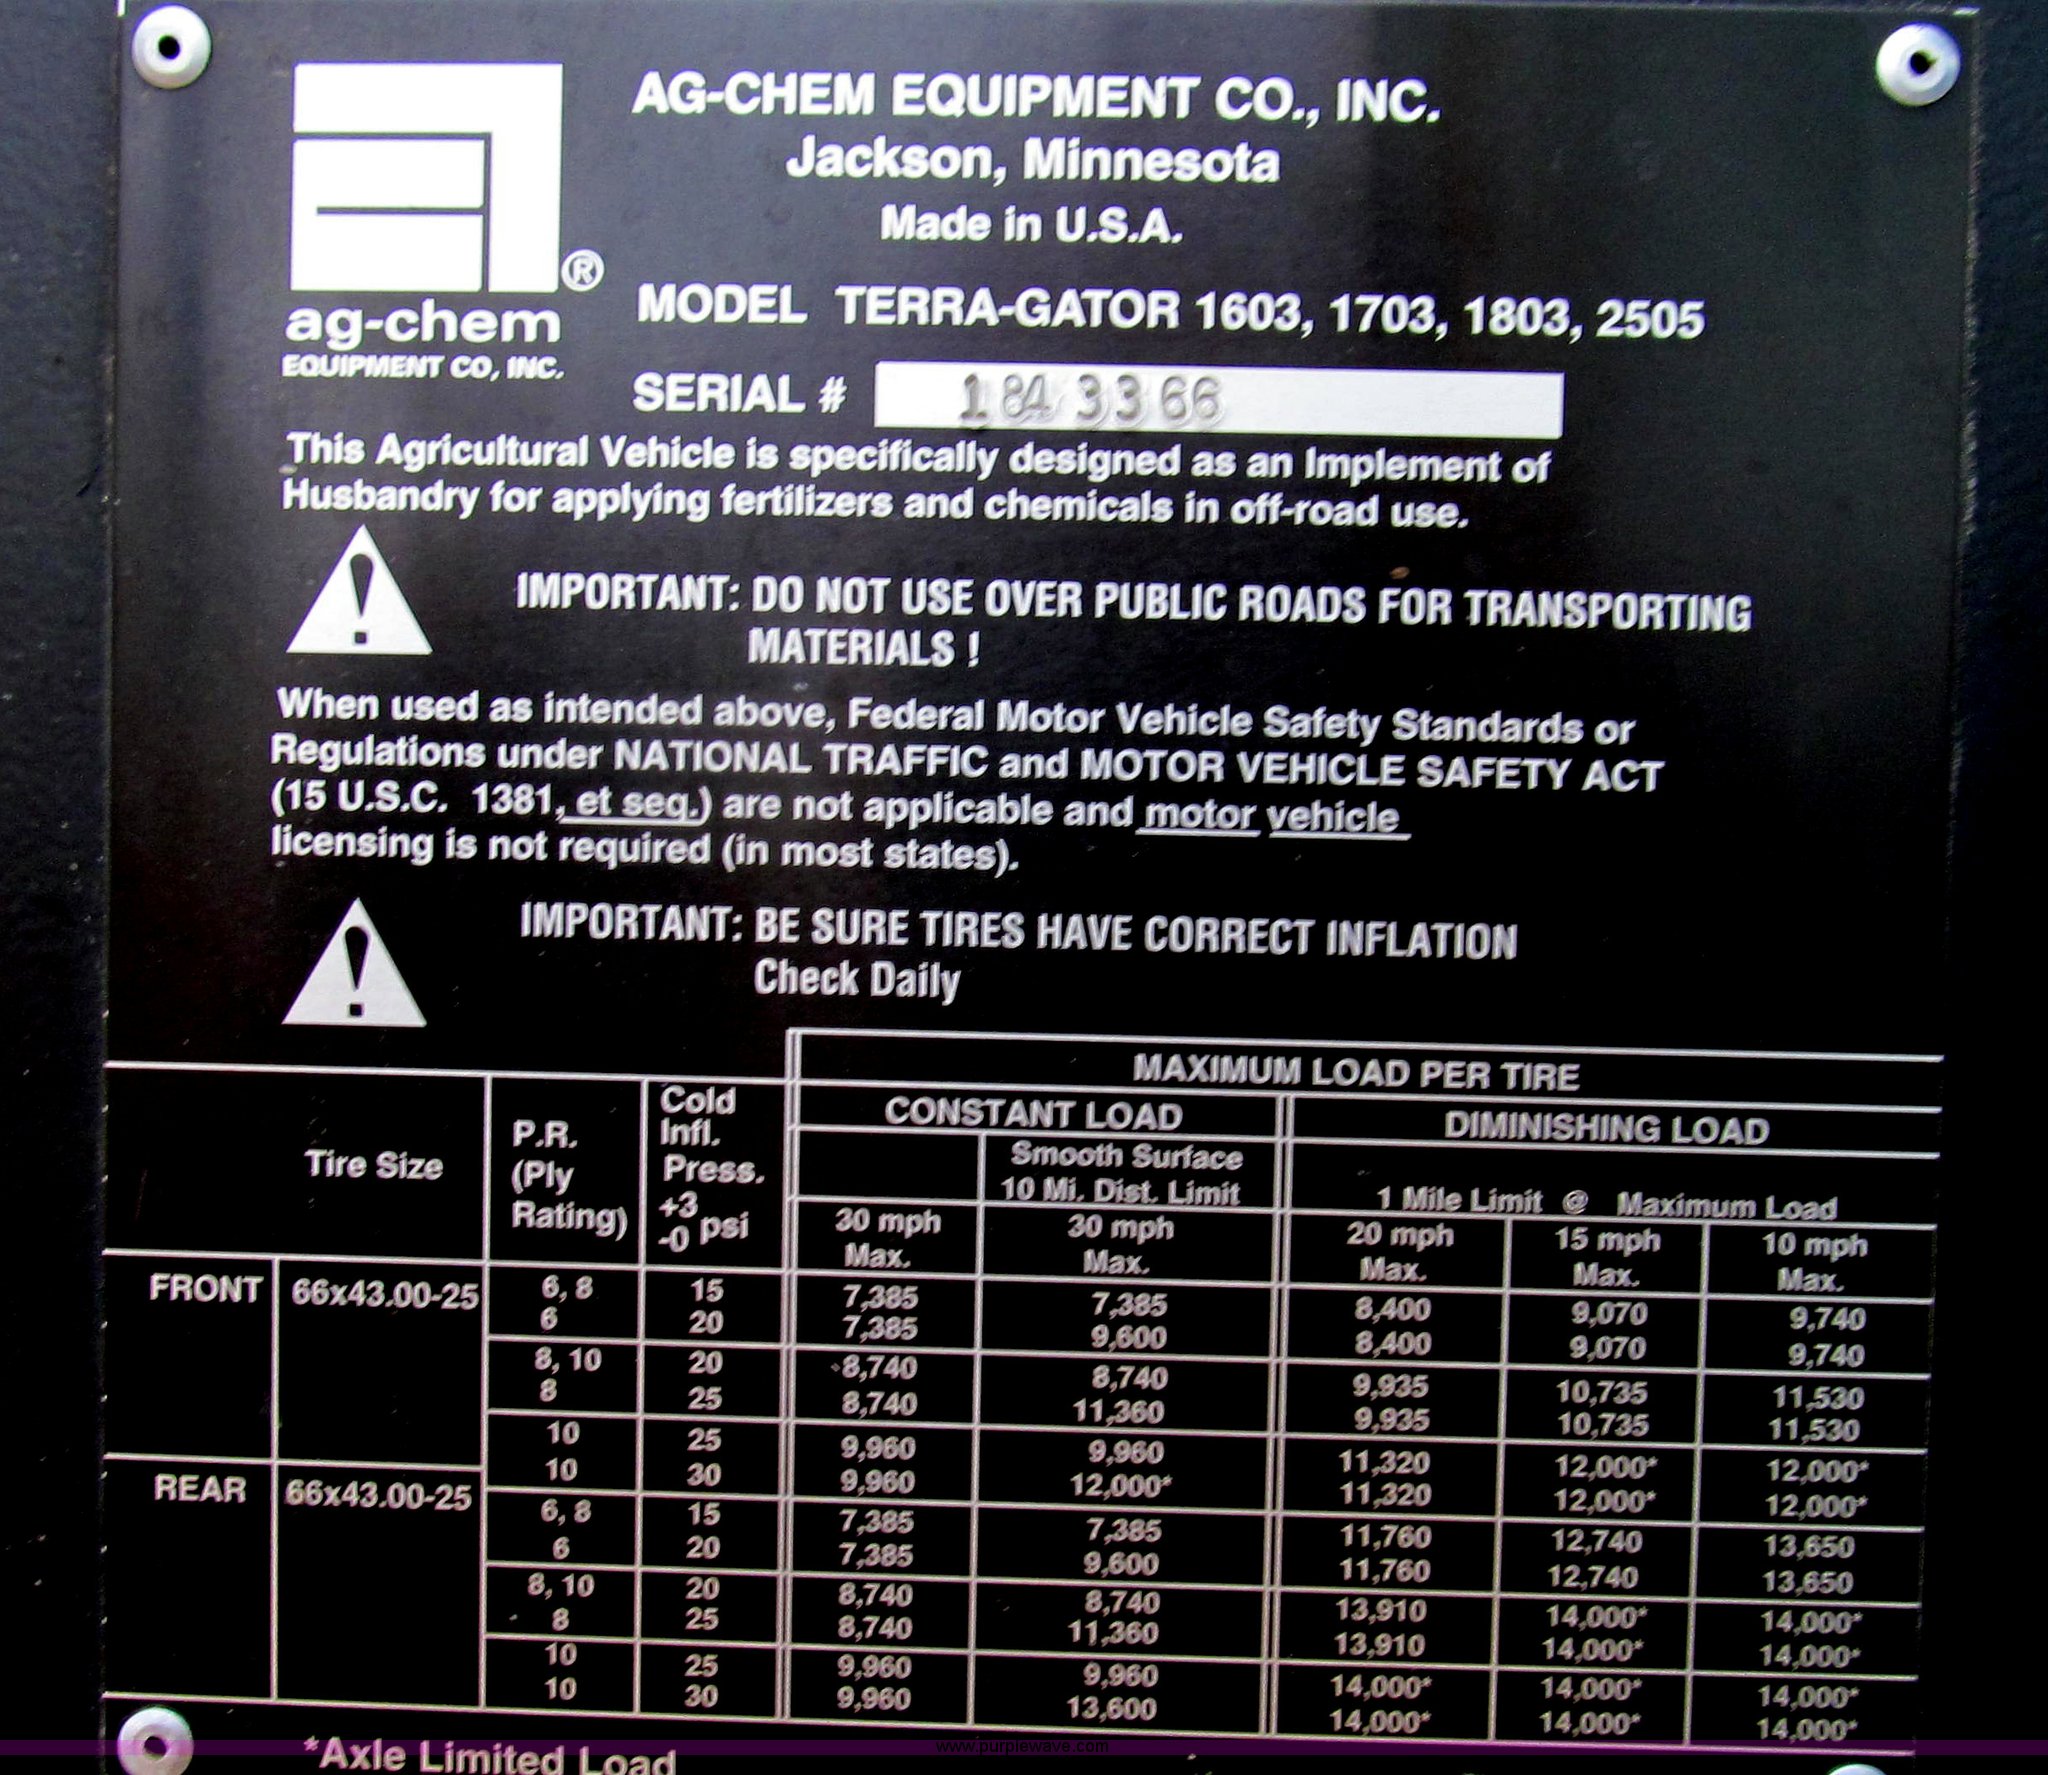 AG-CHEM EQUIPMENT CO., INC.
Jackson, Minnesota
Made in U.S.A.
®
ag-chem
EQUIPMENT CO, INC.
MODEL TERRA-GATOR 1603, 1703, 1803, 2505
SERIAL # 1843366
This Agricultural Vehicle is specifically designed as an Implement of
Husbandry for applying fertilizers and chemicals in off-road use.
IMPORTANT: DO NOT USE OVER PUBLIC ROADS FOR TRANSPORTING
MATERIALS !
When used as intended above, Federal Motor Vehicle Safety Standards or
Regulations under NATIONAL TRAFFIC and MOTOR VEHICLE SAFETY ACT
(15 U.S.C. 1381, et seq.) are not applicable and motor vehicle
licensing is not required (in most states).
IMPORTANT: BE SURE TIRES HAVE CORRECT INFLATION
Check Daily
MAXIMUM LOAD PER TIRE
CONSTANT LOAD DIMINISHING LOAD
Tire Size
P.R.
(Ply
Rating)
Cold
Infl.
Press.
+3
-0 psi
Smooth Surface
10 Mi. Dist. Limit
1 Mile Limit @ Maximum Load
30 mph 30 mph 20 mph 15 mph 10 mph
Max. Max. Max. Max. Max.
FRONT 66x43.00-25 6, 8 15 7,385 7,385 8,400 9,070 9,740
6 20 7,385 9,600 8,400 9,070 9,740
8, 10 20 8,740 8,740 9,935 10,735 11,530
8 25 8,740 11,360 9,935 10,735 11,530
10 25 9,960 9,960 11,320 12,000* 12,000*
10 30 9,960 12,000* 11,320 12,000* 12,000*
REAR 66x43.00-25 6, 8 15 7,385 7,385 11,760 12,740 13,650
6 20 7,385 9,600 11,760 12,740 13,650
8, 10 20 8,740 8,740 13,910 14,000* 14,000*
8 25 8,740 11,360 13,910 14,000* 14,000*
10 25 9,960 9,960 14,000* 14,000* 14,000*
10 30 9,960 13,600 14,000* 14,000* 14,000*
*Axle Limited Load
www.purplewave.com